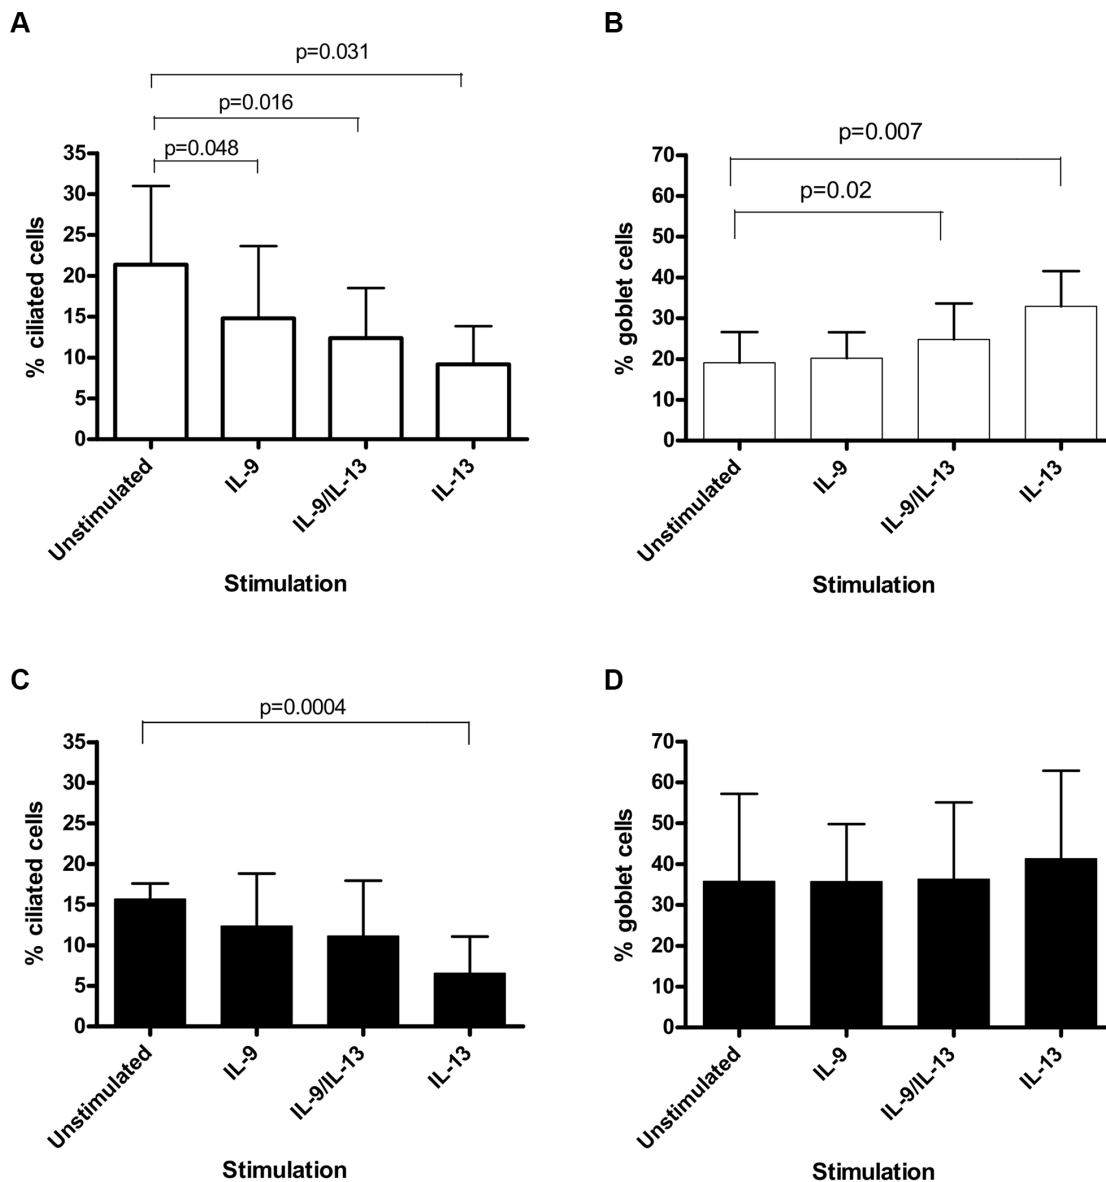 A
p=0.031
p=0.016
p=0.048
35
30
25
20
15
10
5
0
% ciliated cells
Unstimulated
IL-9
IL-9/IL-13
IL-13
Stimulation
B
p=0.007
p=0.02
70
60
50
40
30
20
10
0
% goblet cells
Unstimulated
IL-9
IL-9/IL-13
IL-13
Stimulation
C
p=0.0004
35
30
25
20
15
10
5
0
% ciliated cells
Unstimulated
IL-9
IL-9/IL-13
IL-13
Stimulation
D
70
60
50
40
30
20
10
0
% goblet cells
Unstimulated
IL-9
IL-9/IL-13
IL-13
Stimulation